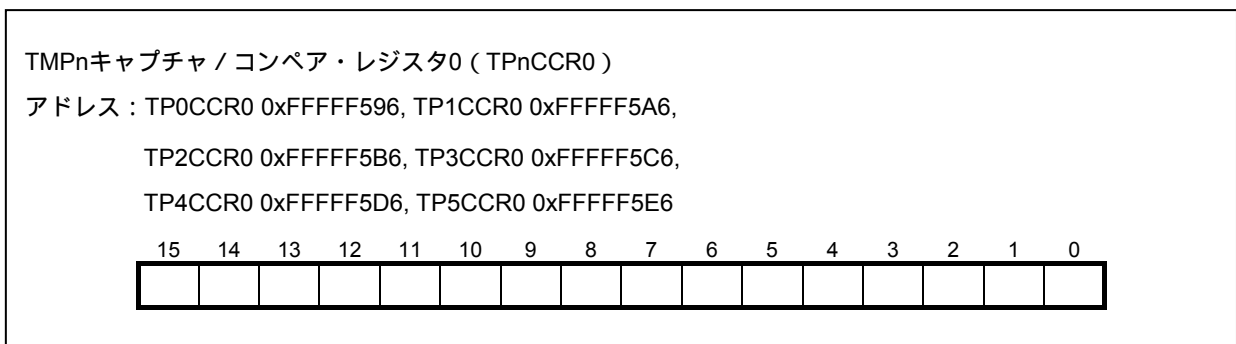 TMPnキャプチャ / コンペア・レジスタ0 ( TPnCCR0 )
アドレス：TP0CCR0 0xFFFFF596, TP1CCR0 0xFFFFF5A6,
TP2CCR0 0xFFFFF5B6, TP3CCR0 0xFFFFF5C6,
TP4CCR0 0xFFFFF5D6, TP5CCR0 0xFFFFF5E6
15 14 13 12 11 10 9 8 7 6 5 4 3 2 1 0